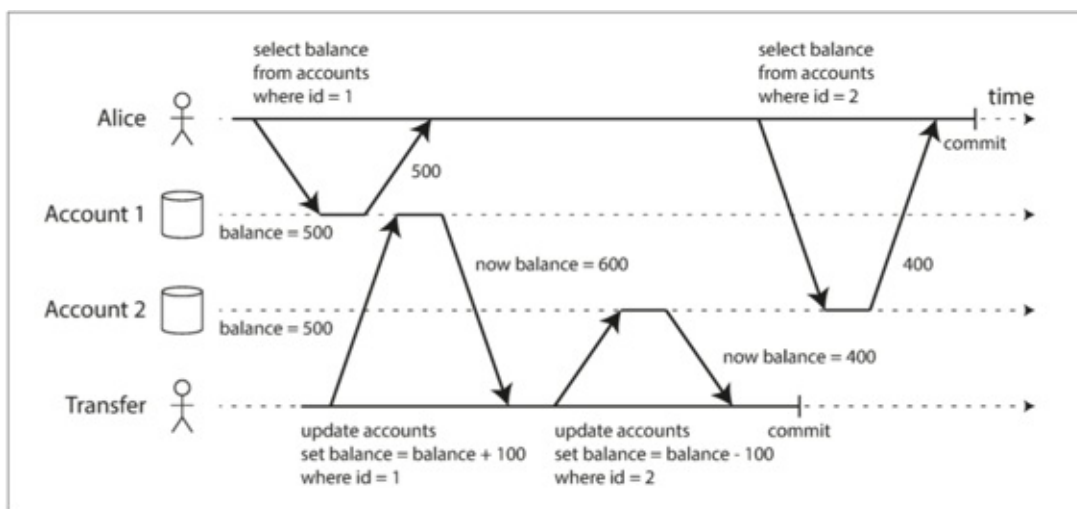 select balance
from accounts
where id = 1
select balance
from accounts
where id = 2
time
Alice
commit
500
Account 1
balance = 500
now balance = 600
400
Account 2
balance = 500
now balance = 400
Transfer
commit
update accounts
set balance = balance + 100
where id = 1
update accounts
set balance = balance - 100
where id = 2